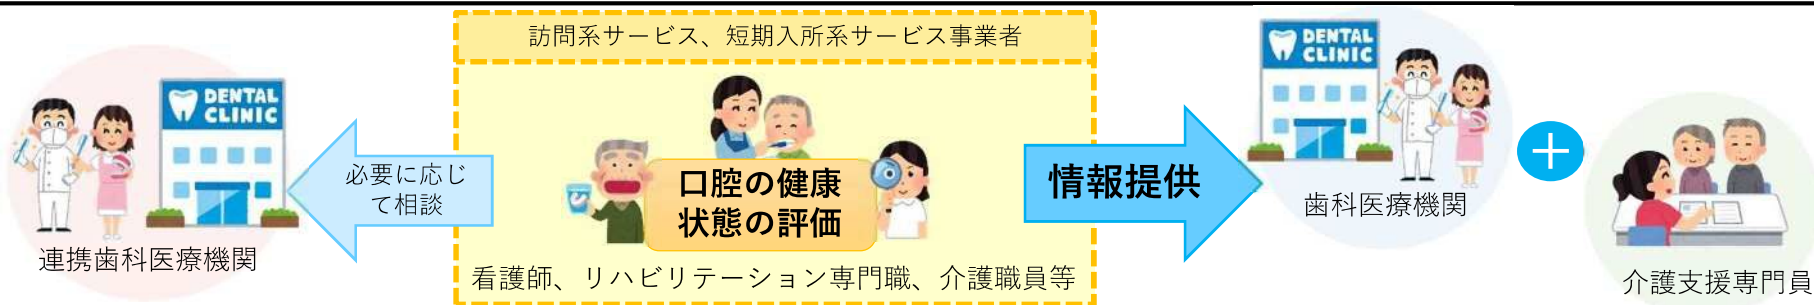 訪問系サービス、短期入所系サービス事業者
DENTAL
CLINIC
必要に応じ
て相談
連携歯科医療機関
口腔の健康
状態の評価
看護師、リハビリテーション専門職、介護職員等
情報提供
DENTAL
CLINIC
歯科医療機関
+
介護支援専門員